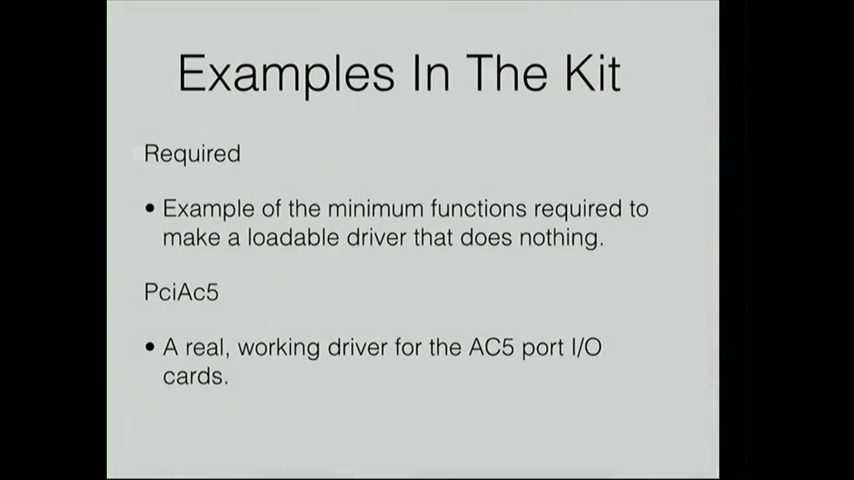 Examples In The Kit
Required
• Example of the minimum functions required to
make a loadable driver that does nothing.
PciAc5
• A real, working driver for the AC5 port I/O
cards.